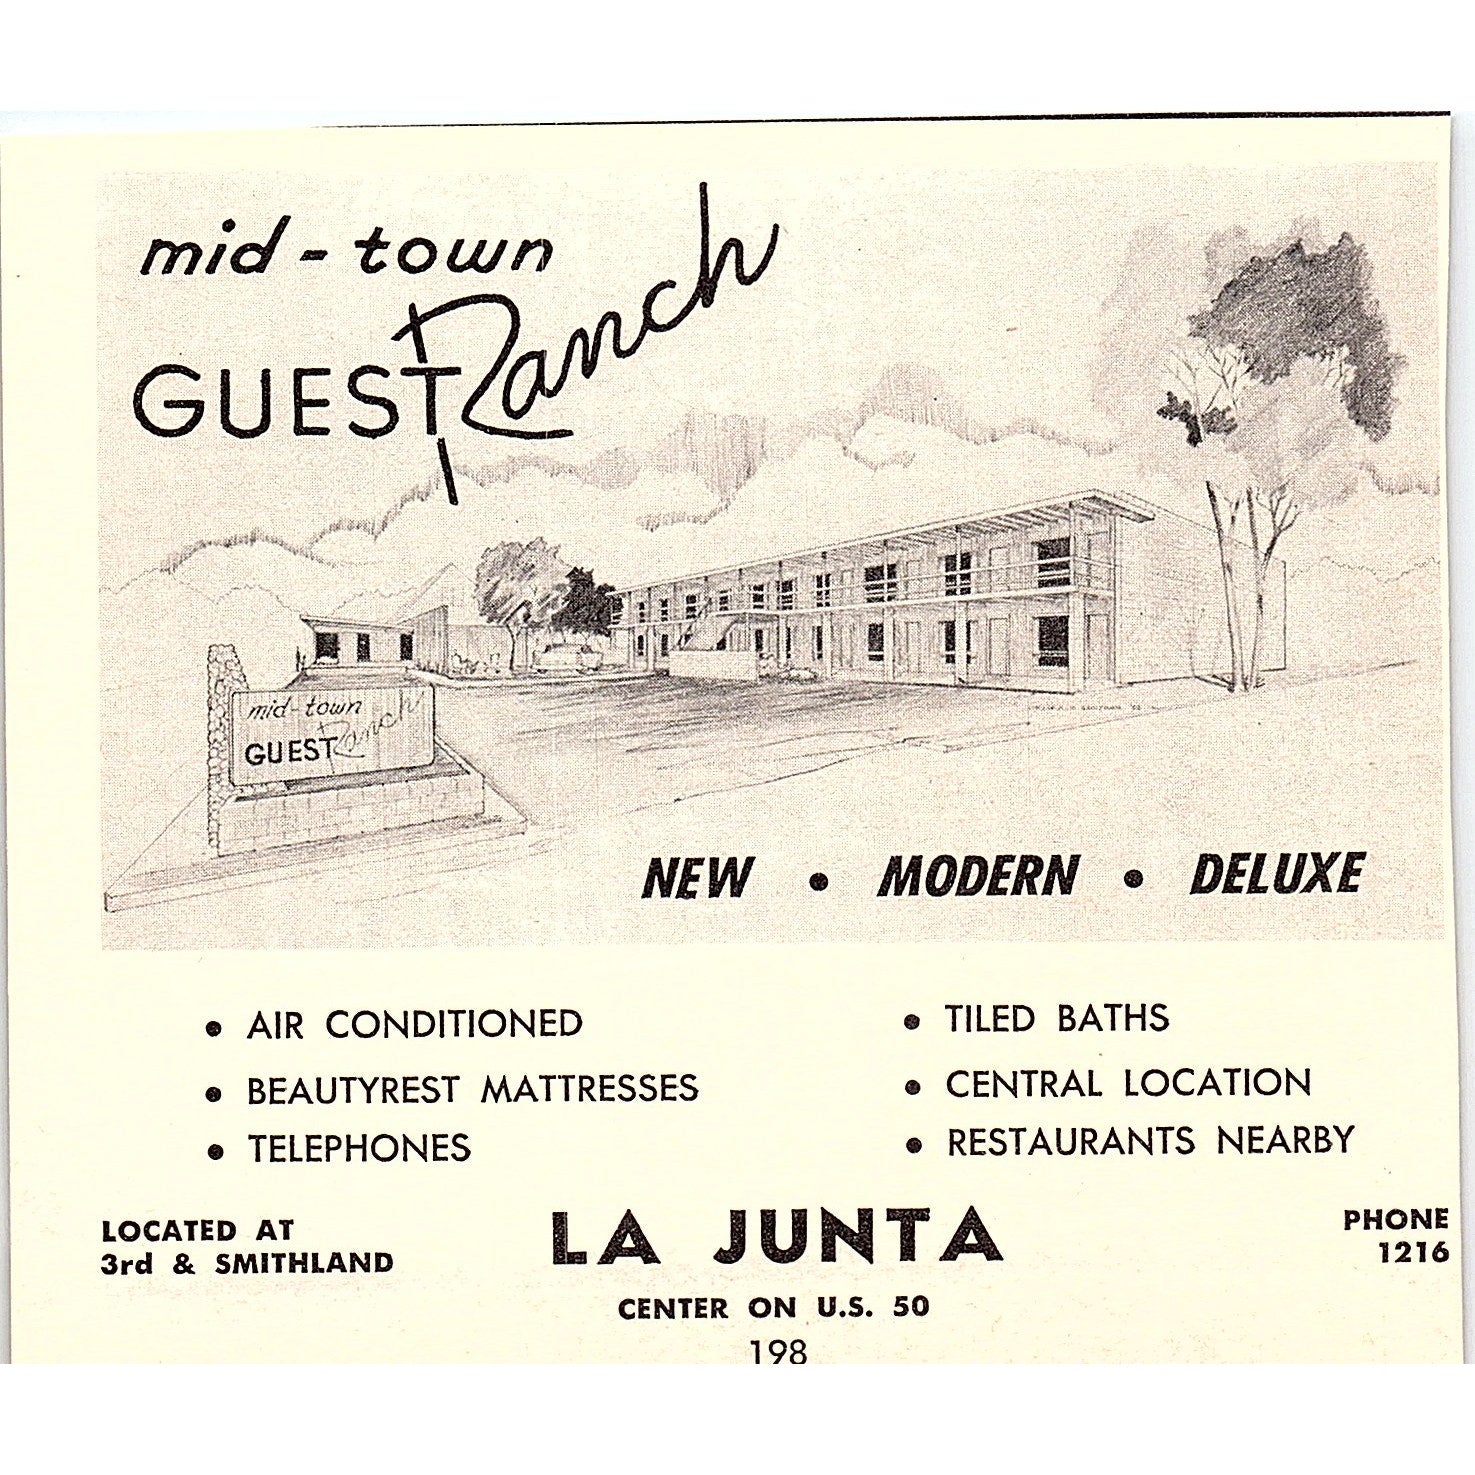 mid-town
GUEST Ranch
mid-town
GUEST Ranch
NEW • MODERN • DELUXE
• AIR CONDITIONED
• BEAUTYREST MATTRESSES
• TELEPHONES
• TILED BATHS
• CENTRAL LOCATION
• RESTAURANTS NEARBY
LOCATED AT
3rd & SMITHLAND
LA JUNTA
CENTER ON U.S. 50
PHONE
1216
198